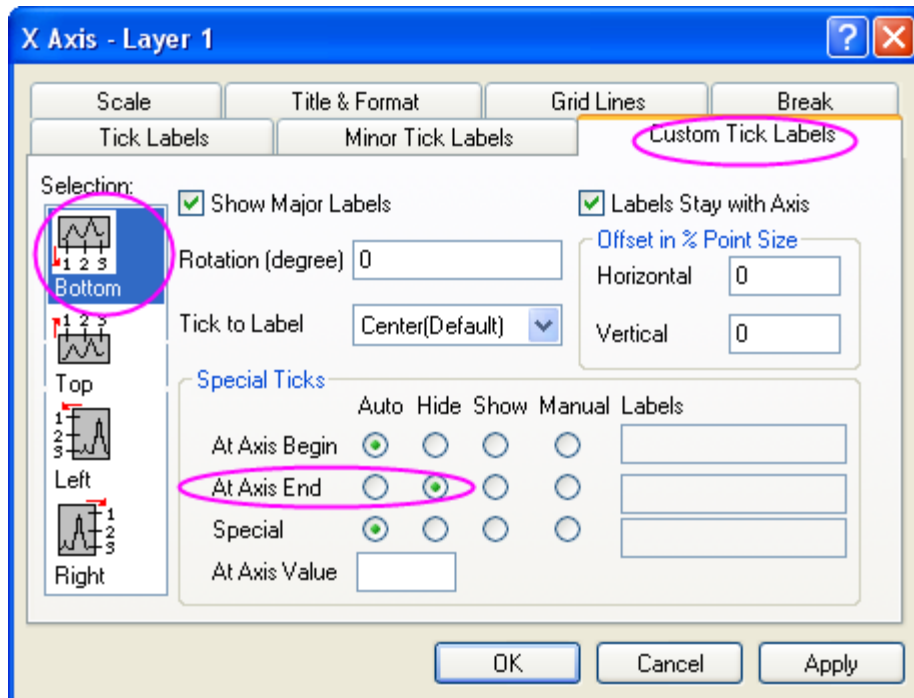 X Axis - Layer 1
Scale Title & Format Grid Lines Break
Tick Labels Minor Tick Labels Custom Tick Labels
Selection:
1 2 3
Bottom
1 2 3
Top
1
2
3
Left
1
2
3
Right
Show Major Labels
Labels Stay with Axis
Rotation (degree) 0
Offset in % Point Size
Horizontal 0
Tick to Label Center(Default)
Vertical 0
Special Ticks
Auto Hide Show Manual Labels
At Axis Begin
At Axis End
Special
At Axis Value
OK Cancel Apply